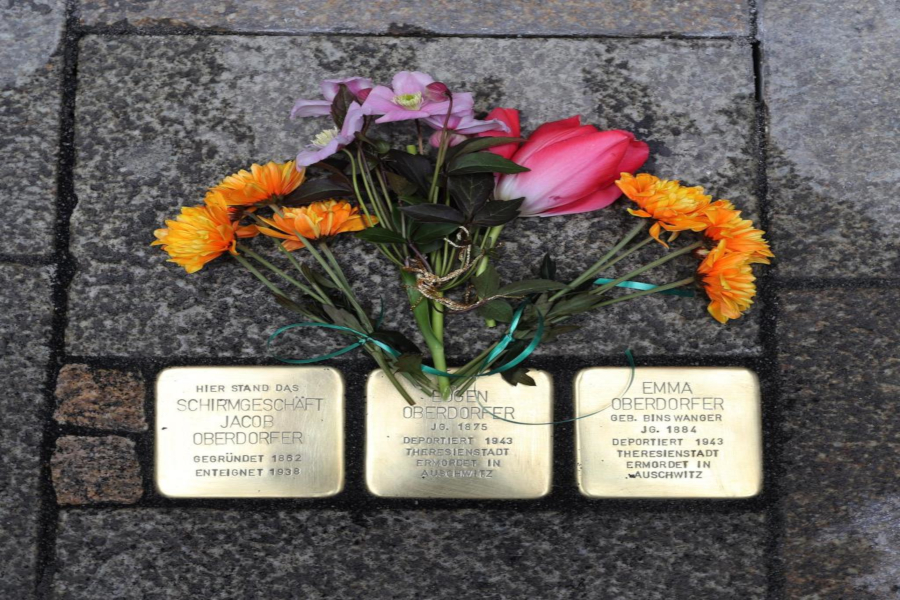 HIER STAND DAS
SCHIRMGESCHÄFT
JACOB
OBERDORFER
GEGRÜNDET 1862
ENTEIGNET 1938
EUGEN
OBERDORFER
JG. 1875
DEPORTIERT 1943
THERESIENSTADT
ERMORDET IN
AUSCHWITZ
EMMA
OBERDORFER
GEB. BINSWANGER
JG. 1884
DEPORTIERT 1943
THERESIENSTADT
ERMORDET IN
AUSCHWITZ